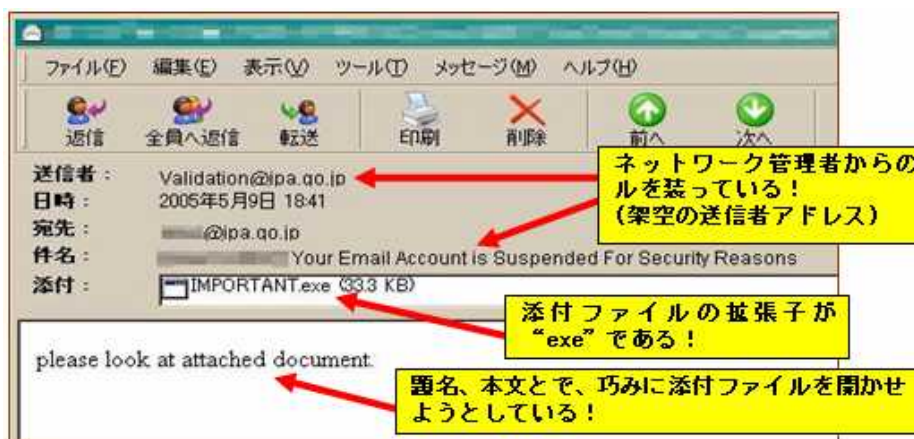 ファイル(F) 編集(E) 表示(V) ツール(T) メッセージ(M) ヘルプ(H)
返信 全員へ返信 転送 印刷 削除 前へ 次へ
送信者： Validation@ipa.go.jp
日時： 2005年5月9日 18:41
宛先： @ipa.go.jp
件名： Your Email Account is Suspended For Security Reasons
添付： IMPORTANT.exe (33.3 KB)
ネットワーク管理者からの
ルを装っている！
(架空の送信者アドレス)
添付ファイルの拡張子が
“exe”である！
please look at attached document.
題名、本文とで、巧みに添付ファイルを開かせ
ようとしている！